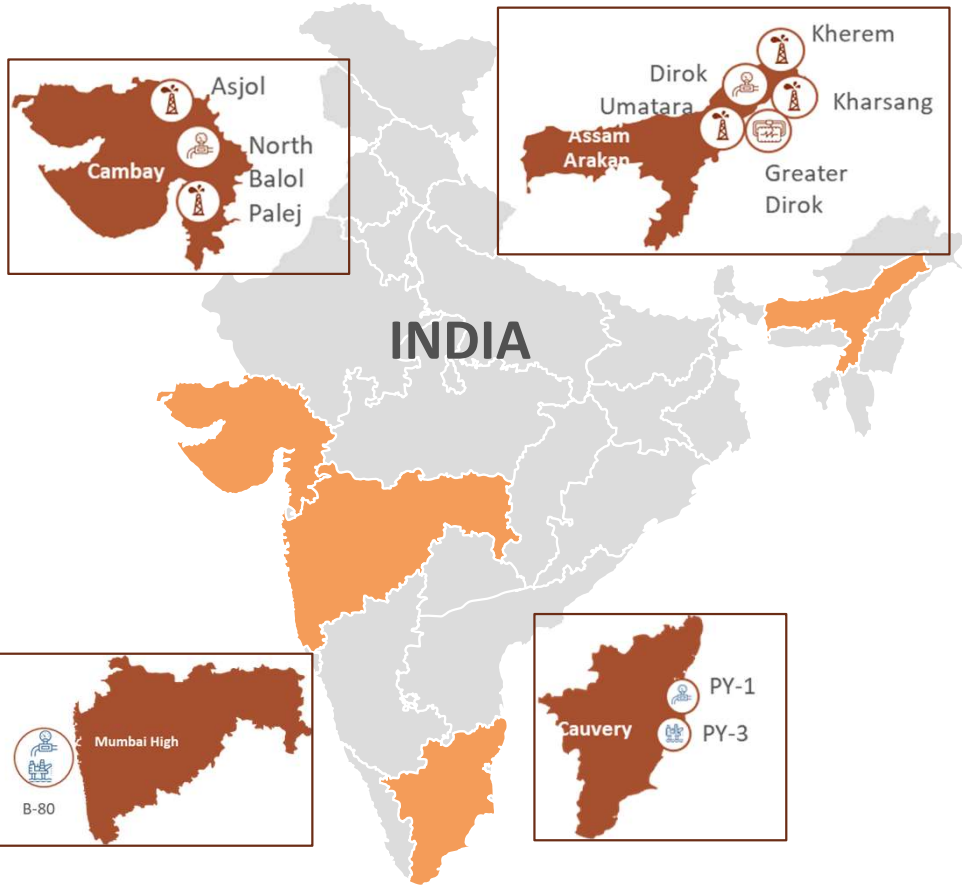 Asjol
North
Balol
Palej
Cambay
Kherem
Dirok
Umatara
Kharsang
Assam
Arakan
Greater
Dirok
INDIA
Mumbai High
B-80
PY-1
PY-3
Cauvery